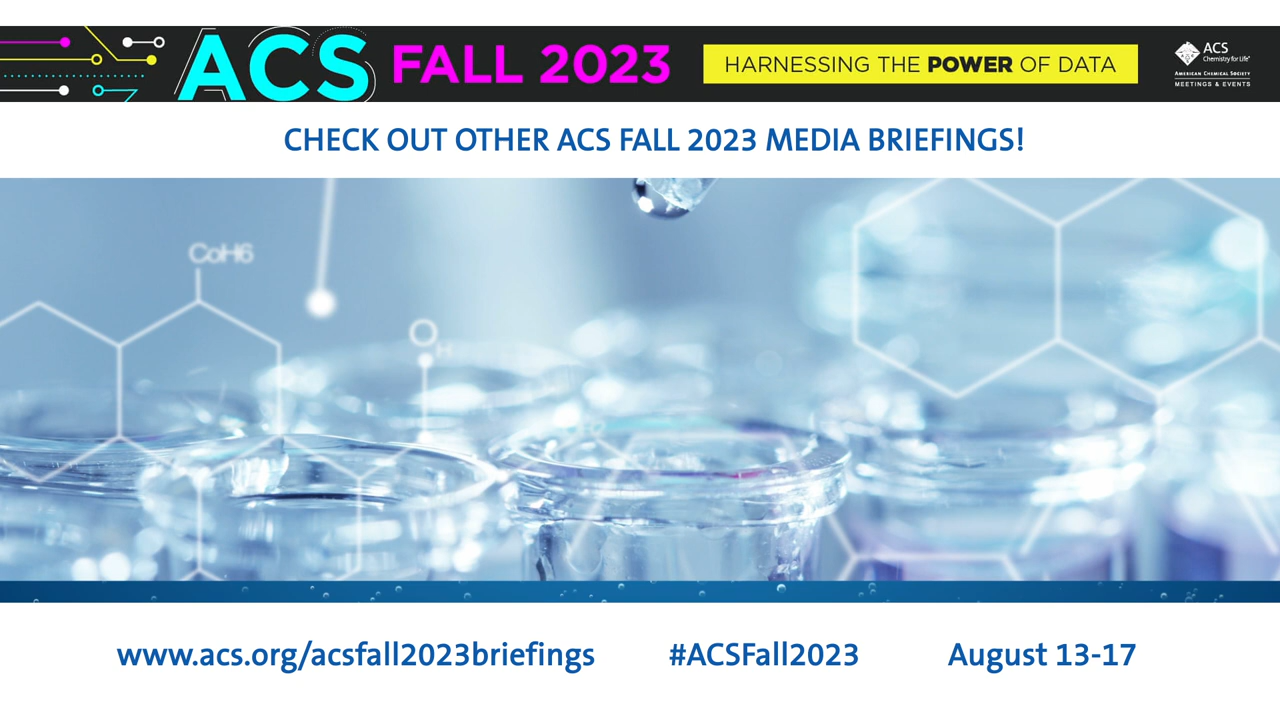 ACS FALL 2023 HARNESSING THE POWER OF DATA
ACS
Chemistry for Life®
AMERICAN CHEMICAL SOCIETY
MEETINGS & EVENTS
CHECK OUT OTHER ACS FALL 2023 MEDIA BRIEFINGS!
CoH6
O
H
www.acs.org/acsfall2023briefings #ACSFall2023 August 13-17